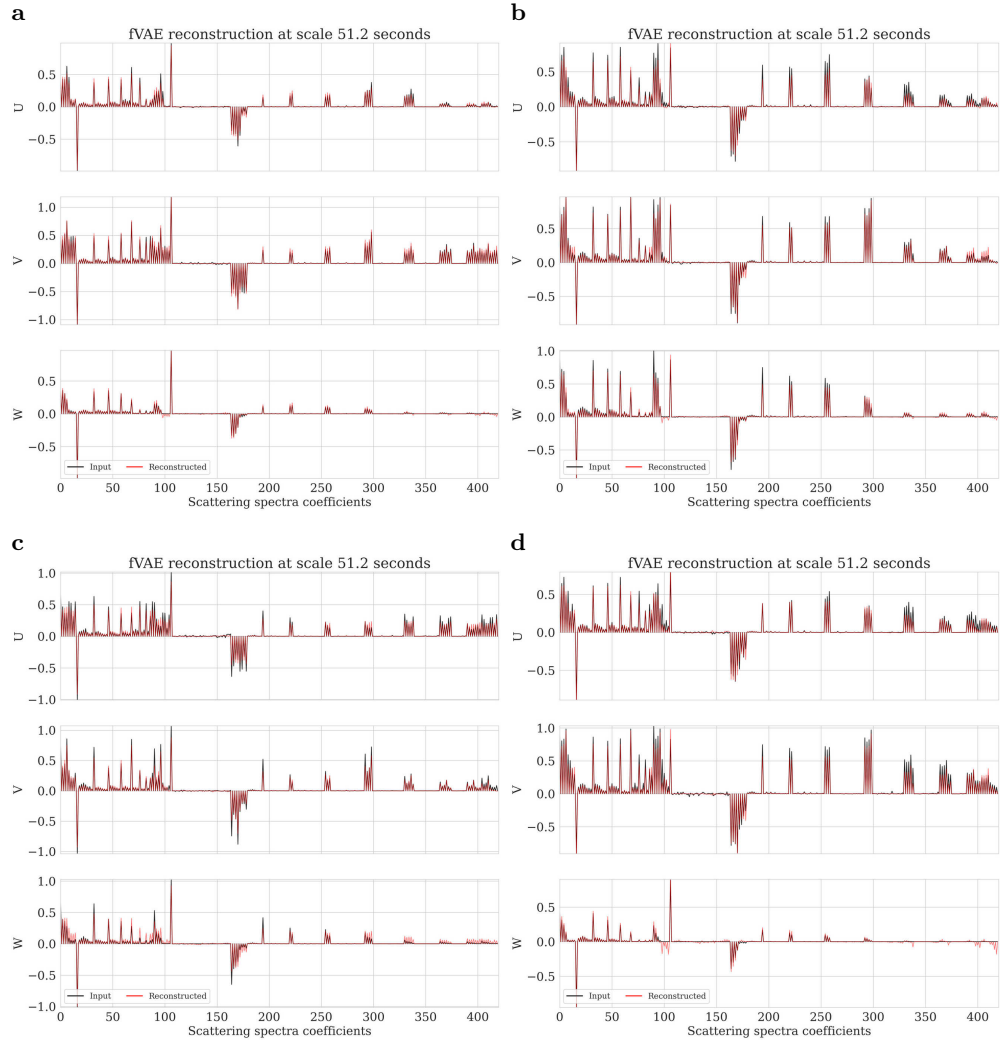 a
fVAE reconstruction at scale 51.2 seconds
0.5
0.0
−0.5
U
1.0
0.5
0.0
−0.5
−1.0
V
0.5
0.0
−0.5
W
Input Reconstructed
0 50 100 150 200 250 300 350 400
Scattering spectra coefficients
b
fVAE reconstruction at scale 51.2 seconds
0.5
0.0
−0.5
U
0.5
0.0
−0.5
V
1.0
0.5
0.0
−0.5
W
Input Reconstructed
0 50 100 150 200 250 300 350 400
Scattering spectra coefficients
c
fVAE reconstruction at scale 51.2 seconds
1.0
0.5
0.0
−0.5
−1.0
U
1.0
0.5
0.0
−0.5
−1.0
V
1.0
0.5
0.0
−0.5
−1.0
W
Input Reconstructed
0 50 100 150 200 250 300 350 400
Scattering spectra coefficients
d
fVAE reconstruction at scale 51.2 seconds
0.5
0.0
−0.5
U
1.0
0.5
0.0
−0.5
V
0.5
0.0
−0.5
W
Input Reconstructed
0 50 100 150 200 250 300 350 400
Scattering spectra coefficients